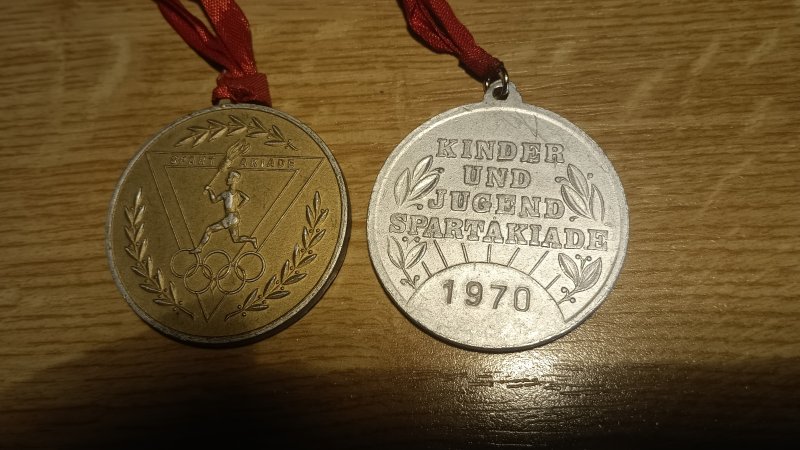 SPARTAKIADE
KINDER
UND
JUGEND
SPARTAKIADE
1970